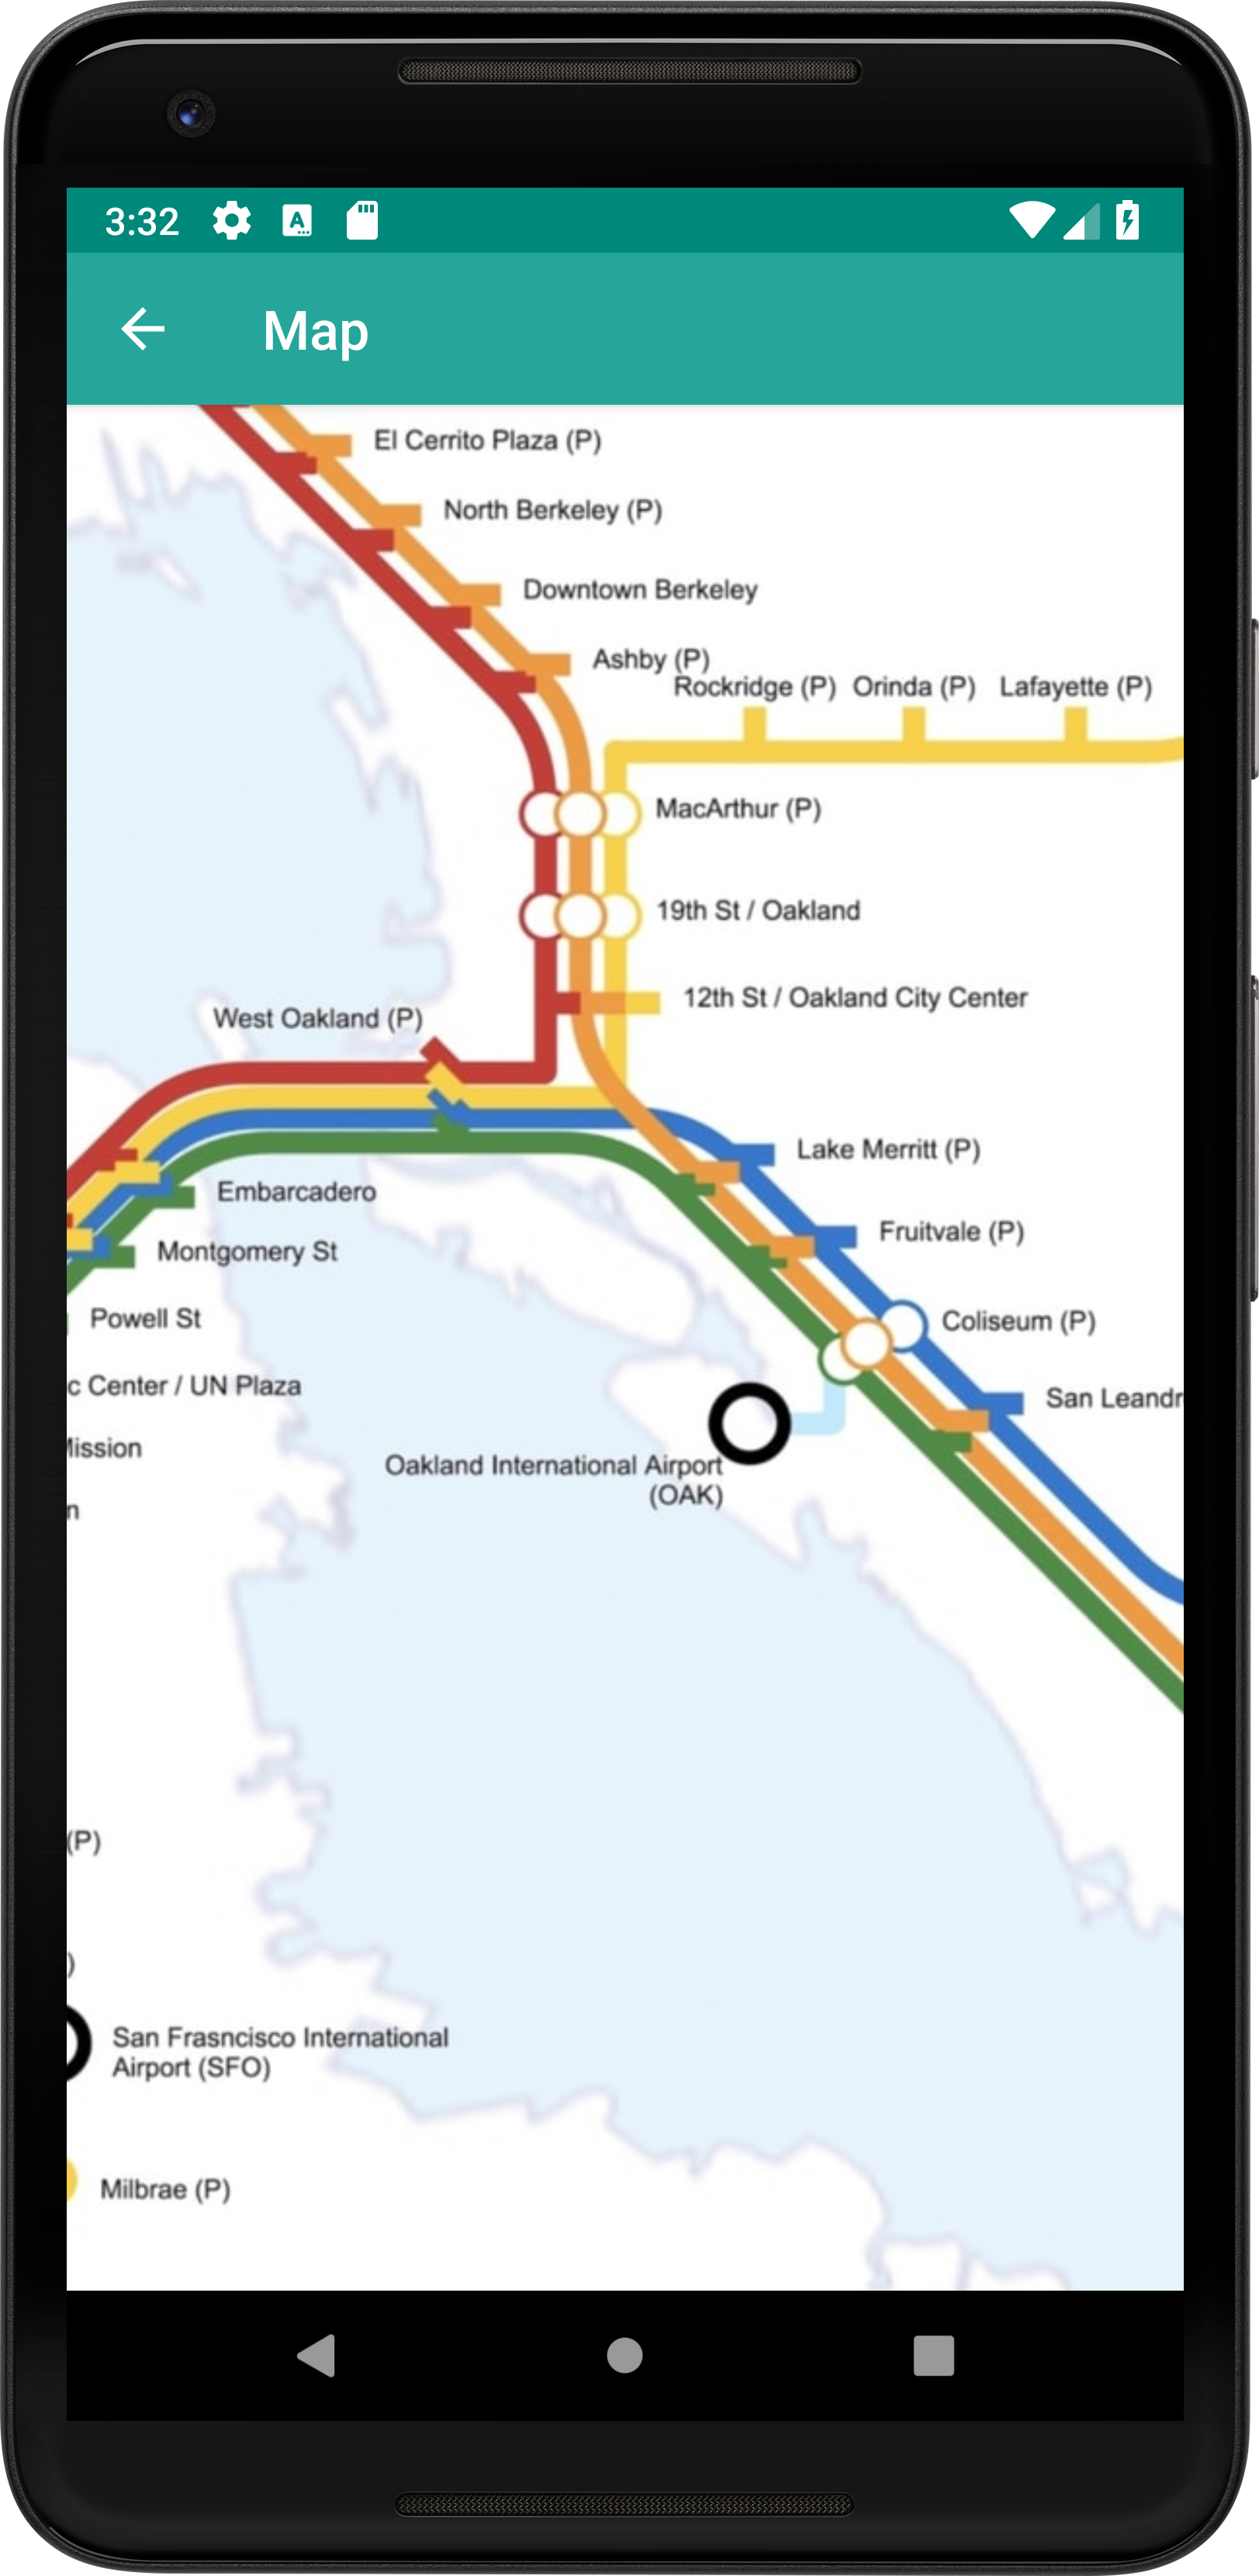 3:32
Map
El Cerrito Plaza (P)
North Berkeley (P)
Downtown Berkeley
Ashby (P)
Rockridge (P) Orinda (P) Lafayette (P)
MacArthur (P)
19th St / Oakland
12th St / Oakland City Center
West Oakland (P)
Lake Merritt (P)
Embarcadero
Fruitvale (P)
Montgomery St
Powell St
Coliseum (P)
c Center / UN Plaza
San Leandr
Mission
Oakland International Airport
(OAK)
n
(P)
)
San Frasncisco International
Airport (SFO)
Milbrae (P)